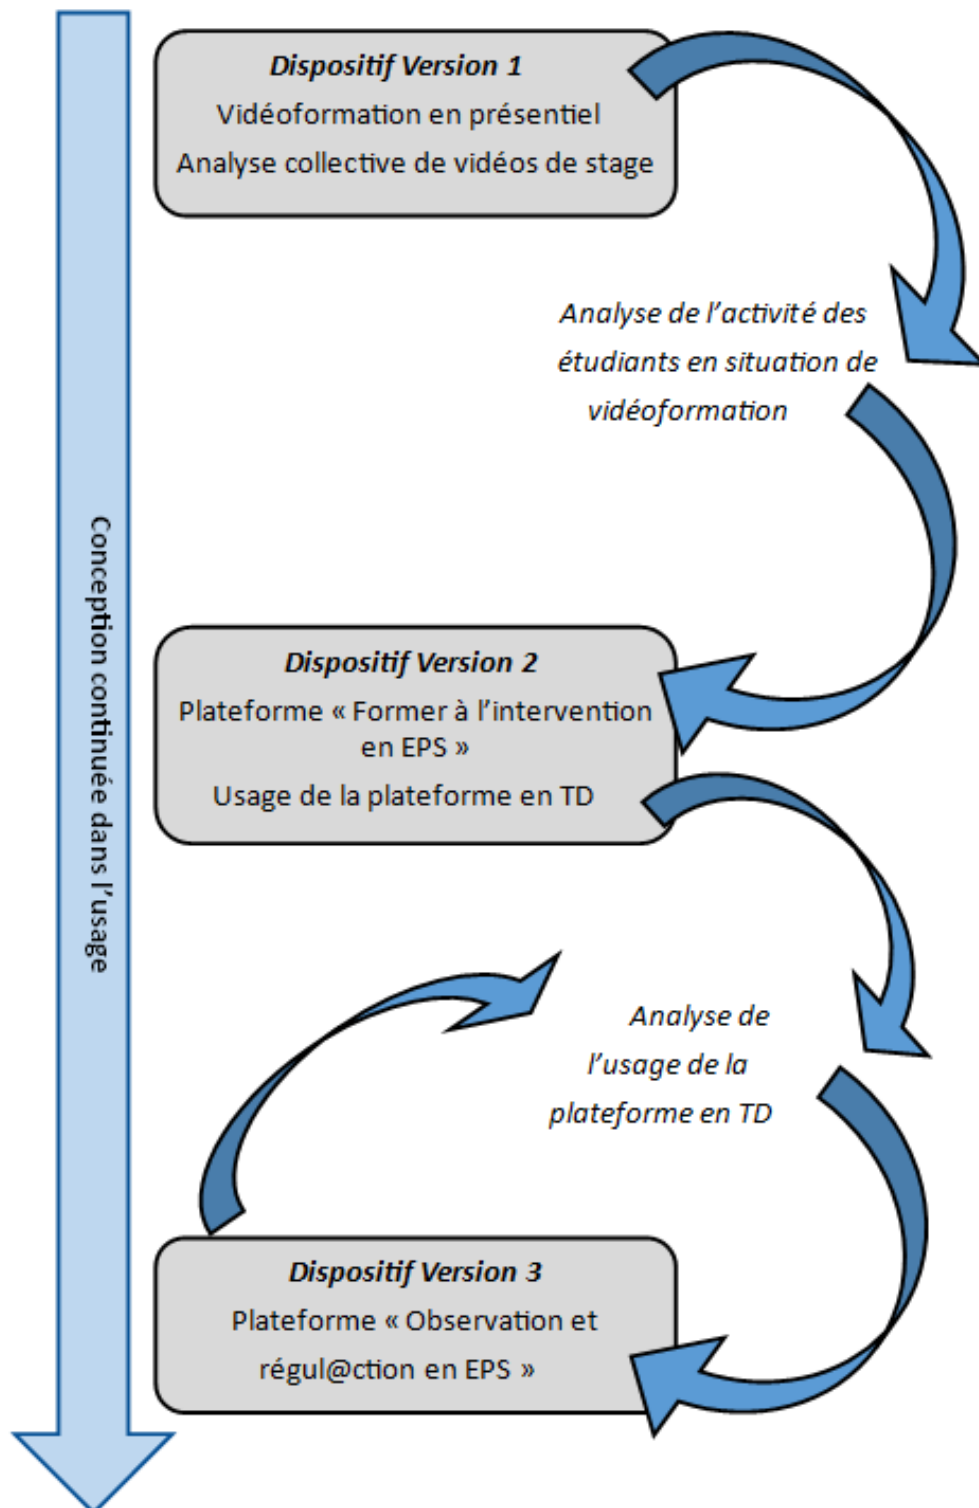 Dispositif Version 1
Vidéoformation en présentiel
Analyse collective de vidéos de stage
Analyse de l’activité des
étudiants en situation de
vidéoformation
Conception continuée dans l’usage
Dispositif Version 2
Plateforme « Former à l’intervention
en EPS »
Usage de la plateforme en TD
Analyse de
l’usage de la
plateforme en TD
Dispositif Version 3
Plateforme « Observation et
régul@ction en EPS »